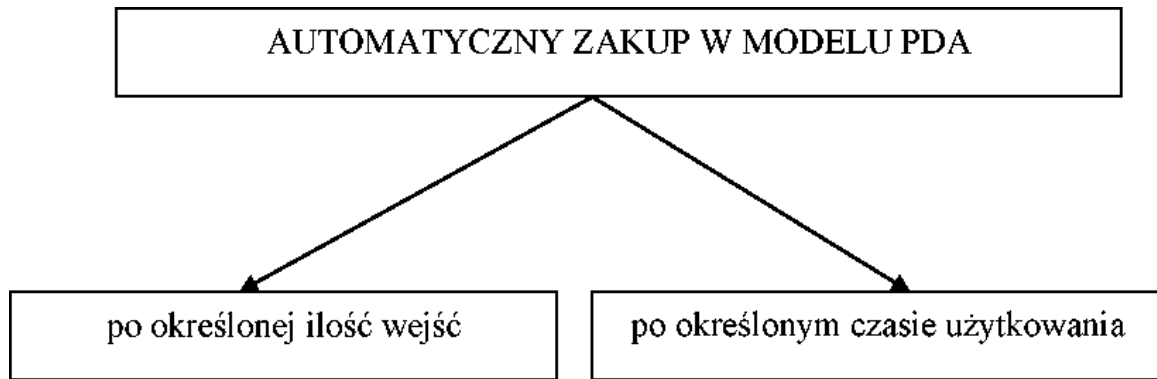 AUTOMATYCZNY ZAKUP W MODELU PDA
po określonej ilość wejść
po określonym czasie użytkowania